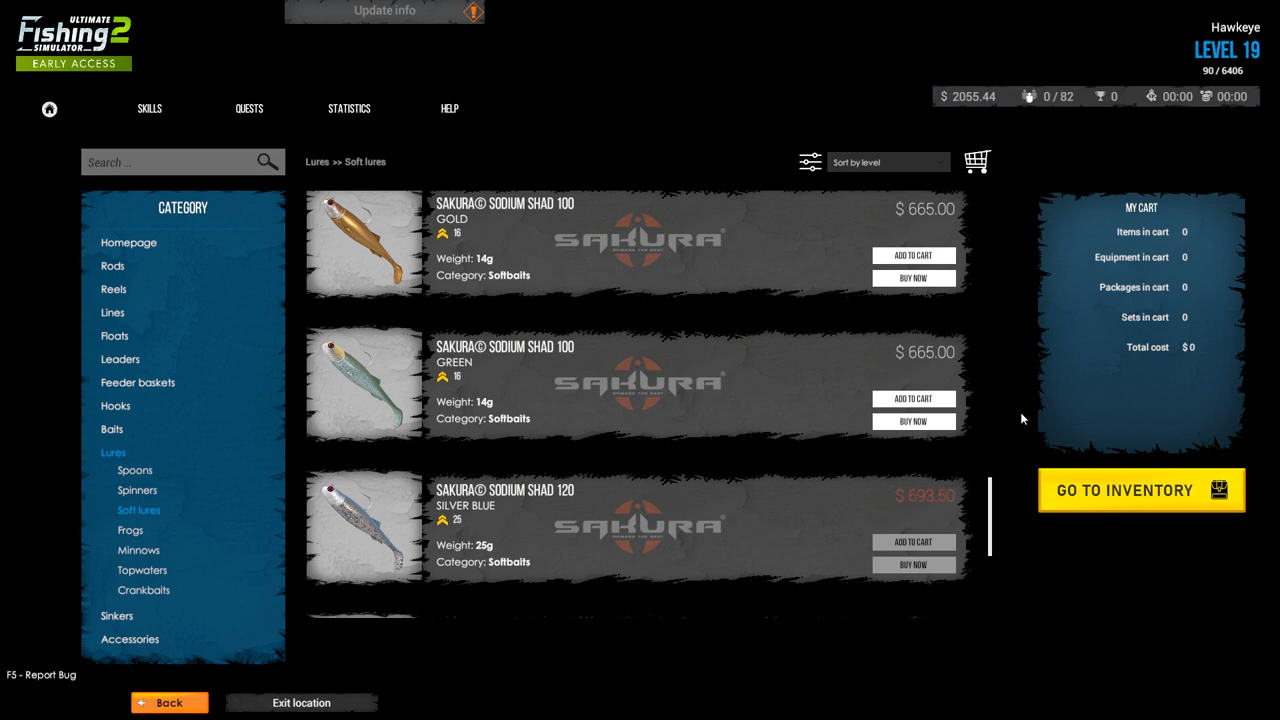 ULTIMATE
Fishing 2
SIMULATOR
EARLY ACCESS
Update info
Hawkeye
LEVEL 19
90 / 6406
$ 2055.44 0 / 82 0 00:00 00:00
SKILLS QUESTS STATISTICS HELP
Search ...
Lures >> Soft lures
Sort by level
CATEGORY
Homepage
Rods
Reels
Lines
Floats
Leaders
Feeder baskets
Hooks
Baits
Lures
Spoons
Spinners
Soft lures
Frogs
Minnows
Topwaters
Crankbaits
Sinkers
Accessories
SAKURA© SODIUM SHAD 100
GOLD
16
Weight: 14g
Category: Softbaits
SAKURA
$ 665.00
ADD TO CART
BUY NOW
SAKURA© SODIUM SHAD 100
GREEN
16
Weight: 14g
Category: Softbaits
SAKURA
$ 665.00
ADD TO CART
BUY NOW
SAKURA© SODIUM SHAD 120
SILVER BLUE
25
Weight: 25g
Category: Softbaits
SAKURA
$ 693.50
ADD TO CART
BUY NOW
MY CART
Items in cart 0
Equipment in cart 0
Packages in cart 0
Sets in cart 0
Total cost $ 0
GO TO INVENTORY
F5 - Report Bug
Back
Exit location